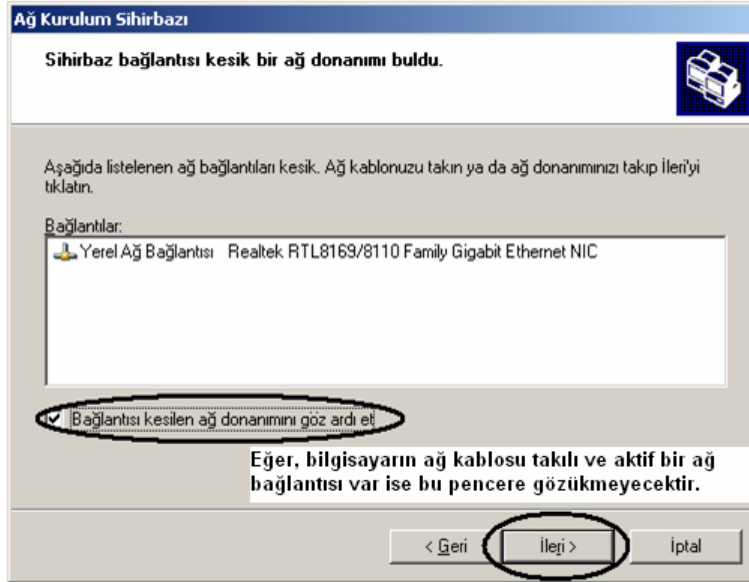 Ağ Kurulum Sihirbazı
Sihirbaz bağlantısı kesik bir ağ donanımı buldu.
Aşağıda listelenen ağ bağlantıları kesik. Ağ kablonuzu takın ya da ağ donanımınızı takıp İleri'yi
tıklatın.
Bağlantılar:
Yerel Ağ Bağlantısı Realtek RTL8169/8110 Family Gigabit Ethernet NIC
Bağlantısı kesilen ağ donanımını göz ardı et
Eğer, bilgisayarın ağ kablosu takılı ve aktif bir ağ
bağlantısı var ise bu pencere gözükmeyecektir.
< Geri İleri > İptal